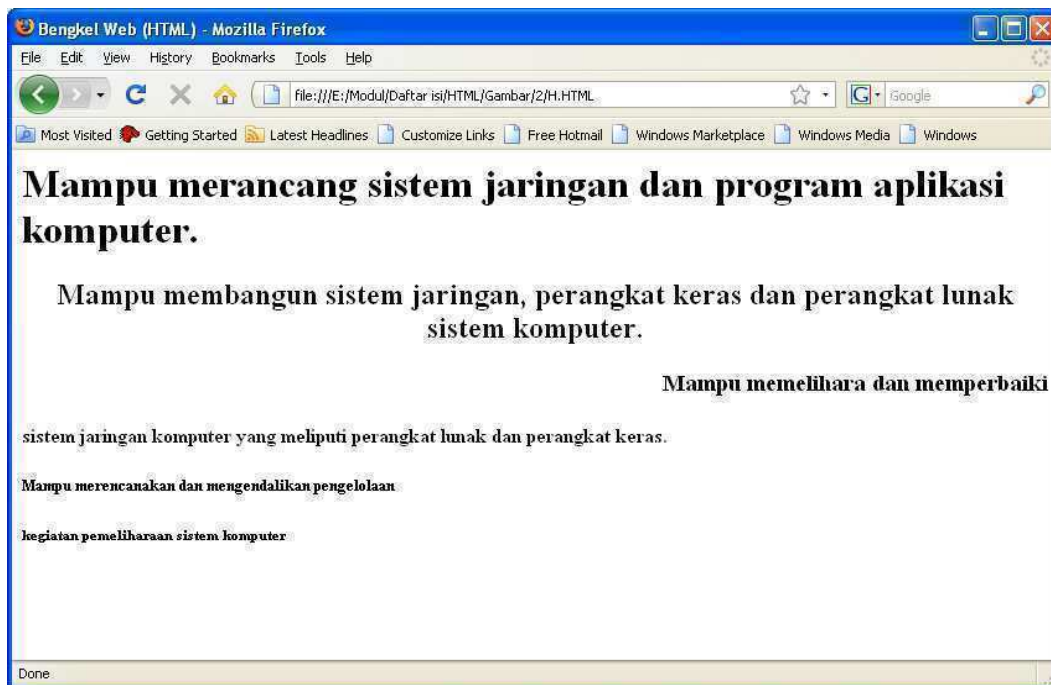 Bengkel Web (HTML) - Mozilla Firefox
File Edit View History Bookmarks Tools Help
file:///E:/Modul/Daftar isi/HTML/Gambar/2/H.HTML
G Google
Most Visited Getting Started Latest Headlines Customize Links Free Hotmail Windows Marketplace Windows Media Windows
Mampu merancang sistem jaringan dan program aplikasi
komputer.
Mampu membangun sistem jaringan, perangkat keras dan perangkat lunak
sistem komputer.
Mampu memelihara dan memperbaiki
sistem jaringan komputer yang meliputi perangkat lunak dan perangkat keras.
Mampu merencanakan dan mengendalikan pengelolaan
kegiatan pemeliharaan sistem komputer
Done